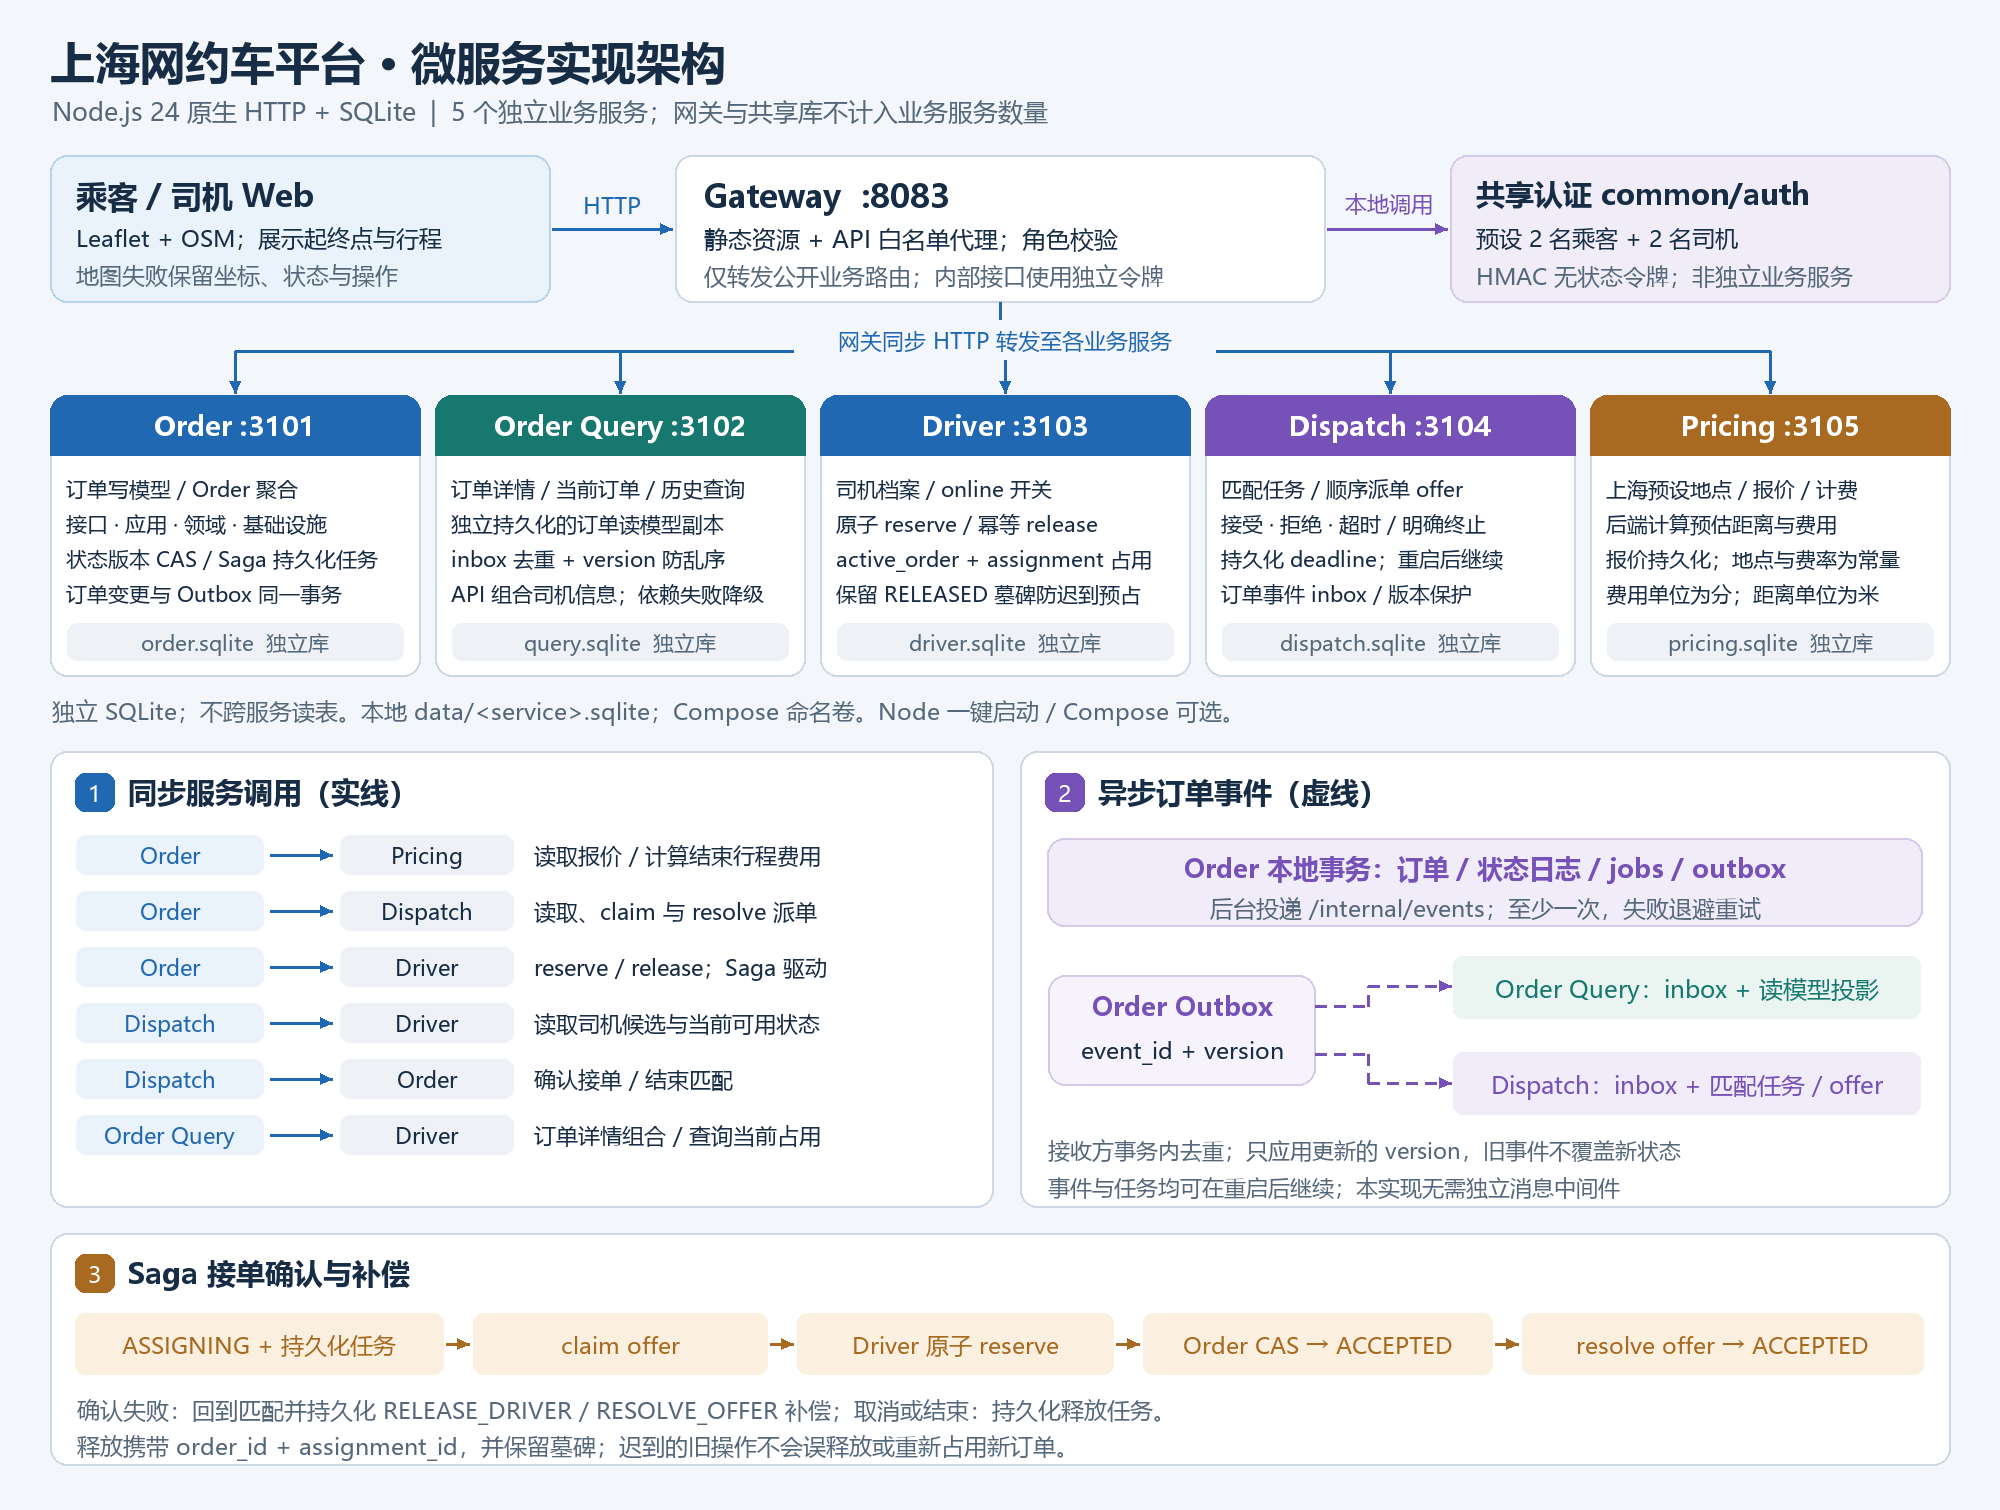 上海网约车平台 • 微服务实现架构
Node.js 24 原生 HTTP + SQLite | 5 个独立业务服务；网关与共享库不计入业务服务数量
乘客 / 司机 Web
Leaflet + OSM；展示起终点与行程
地图失败保留坐标、状态与操作
HTTP
Gateway :8083
静态资源 + API 白名单代理；角色校验
仅转发公开业务路由；内部接口使用独立令牌
本地调用
共享认证 common/auth
预设 2 名乘客 + 2 名司机
HMAC 无状态令牌；非独立业务服务
网关同步 HTTP 转发至各业务服务
Order :3101
订单写模型 / Order 聚合
接口 · 应用 · 领域 · 基础设施
状态版本 CAS / Saga 持久化任务
订单变更与 Outbox 同一事务
order.sqlite 独立库
Order Query :3102
订单详情 / 当前订单 / 历史查询
独立持久化的订单读模型副本
inbox 去重 + version 防乱序
API 组合司机信息；依赖失败降级
query.sqlite 独立库
Driver :3103
司机档案 / online 开关
原子 reserve / 幂等 release
active_order + assignment 占用
保留 RELEASED 墓碑防迟到预占
driver.sqlite 独立库
Dispatch :3104
匹配任务 / 顺序派单 offer
接受 · 拒绝 · 超时 / 明确终止
持久化 deadline；重启后继续
订单事件 inbox / 版本保护
dispatch.sqlite 独立库
Pricing :3105
上海预设地点 / 报价 / 计费
后端计算预估距离与费用
报价持久化；地点与费率为常量
费用单位为分；距离单位为米
pricing.sqlite 独立库
独立 SQLite；不跨服务读表。本地 data/<service>.sqlite；Compose 命名卷。Node 一键启动 / Compose 可选。
1 同步服务调用（实线）
Order Pricing 读取报价 / 计算结束行程费用
Order Dispatch 读取、claim 与 resolve 派单
Order Driver reserve / release；Saga 驱动
Dispatch Driver 读取司机候选与当前可用状态
Dispatch Order 确认接单 / 结束匹配
Order Query Driver 订单详情组合 / 查询当前占用
2 异步订单事件（虚线）
Order 本地事务：订单 / 状态日志 / jobs / outbox
后台投递 /internal/events；至少一次，失败退避重试
Order Outbox
event_id + version
Order Query：inbox + 读模型投影
Dispatch：inbox + 匹配任务 / offer
接收方事务内去重；只应用更新的 version，旧事件不覆盖新状态
事件与任务均可在重启后继续；本实现无需独立消息中间件
3 Saga 接单确认与补偿
ASSIGNING + 持久化任务
claim offer
Driver 原子 reserve
Order CAS → ACCEPTED
resolve offer → ACCEPTED
确认失败：回到匹配并持久化 RELEASE_DRIVER / RESOLVE_OFFER 补偿；取消或结束：持久化释放任务。
释放携带 order_id + assignment_id，并保留墓碑；迟到的旧操作不会误释放或重新占用新订单。